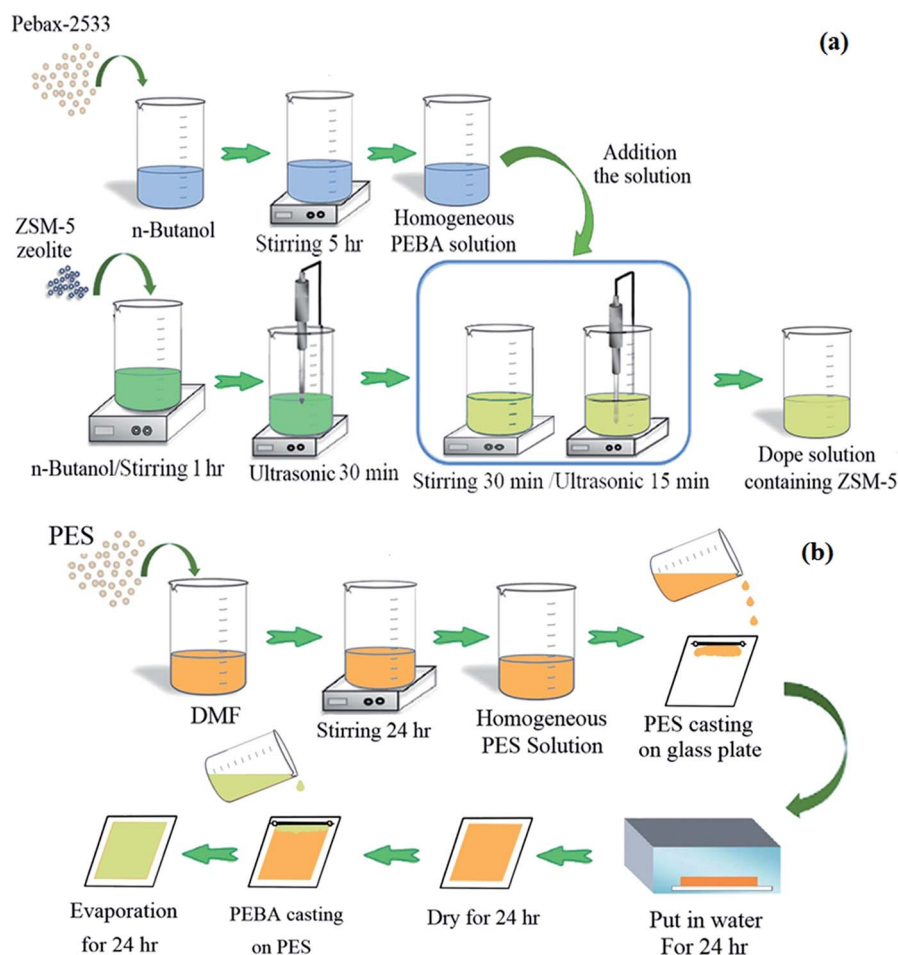 Pebax-2533
(a)
n-Butanol
Stirring 5 hr
Homogeneous
PEBA solution
Addition
the solution
ZSM-5
zeolite
n-Butanol/Stirring 1 hr
Ultrasonic 30 min
Stirring 30 min /Ultrasonic 15 min
Dope solution
containing ZSM-5
(b)
PES
DMF
Stirring 24 hr
Homogeneous
PES Solution
PES casting
on glass plate
Put in water
For 24 hr
Dry for 24 hr
PEBA casting
on PES
Evaporation
for 24 hr